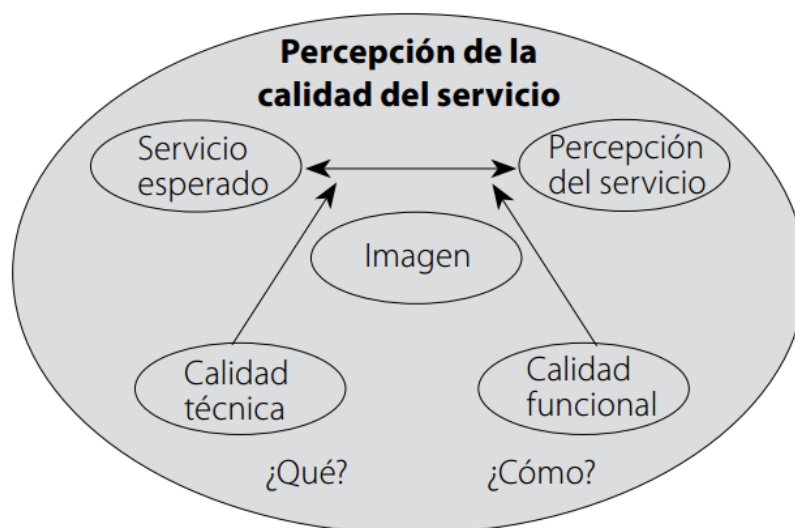 Percepción de la
calidad del servicio
Servicio
esperado
Percepción
del servicio
Imagen
Calidad
técnica
Calidad
funcional
¿Qué?
¿Cómo?